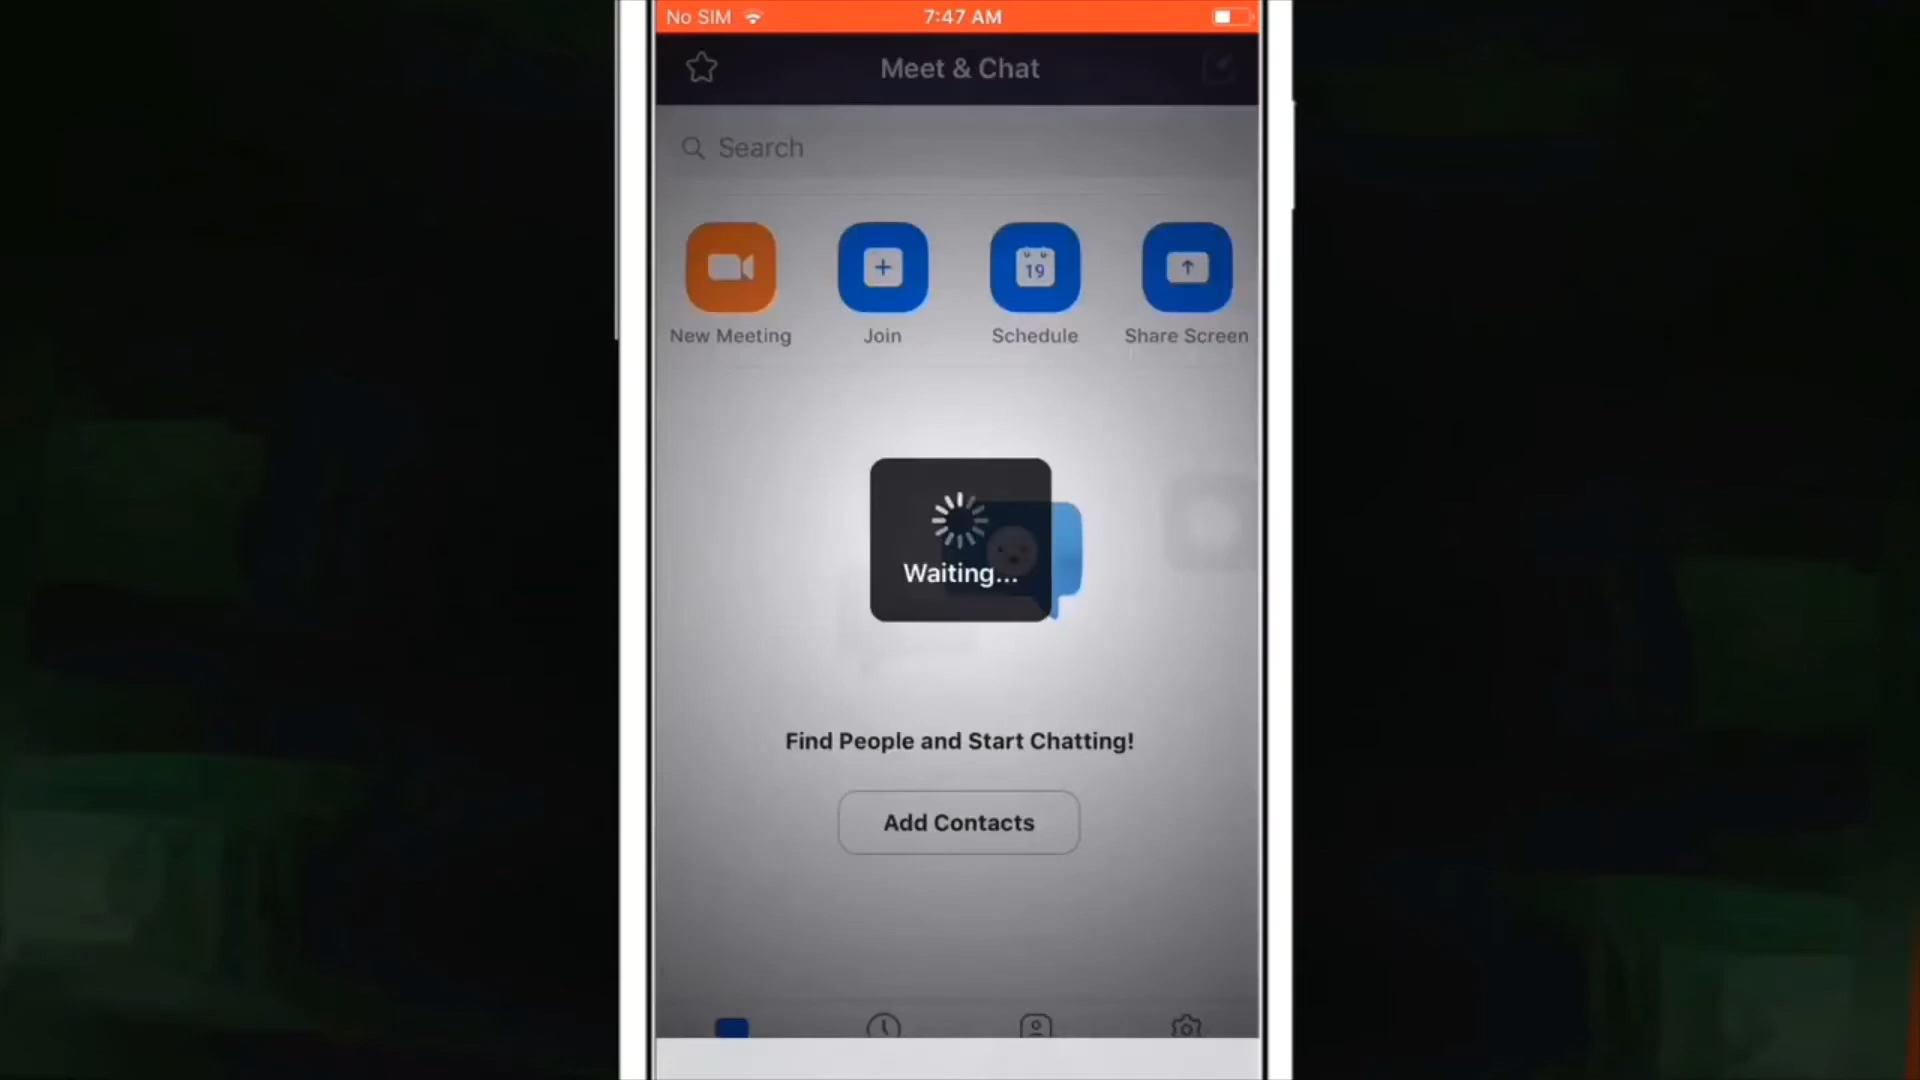 No SIM 7:47 AM
Meet & Chat
Search
19
New Meeting Join Schedule Share Screen
Waiting...
Find People and Start Chatting!
Add Contacts